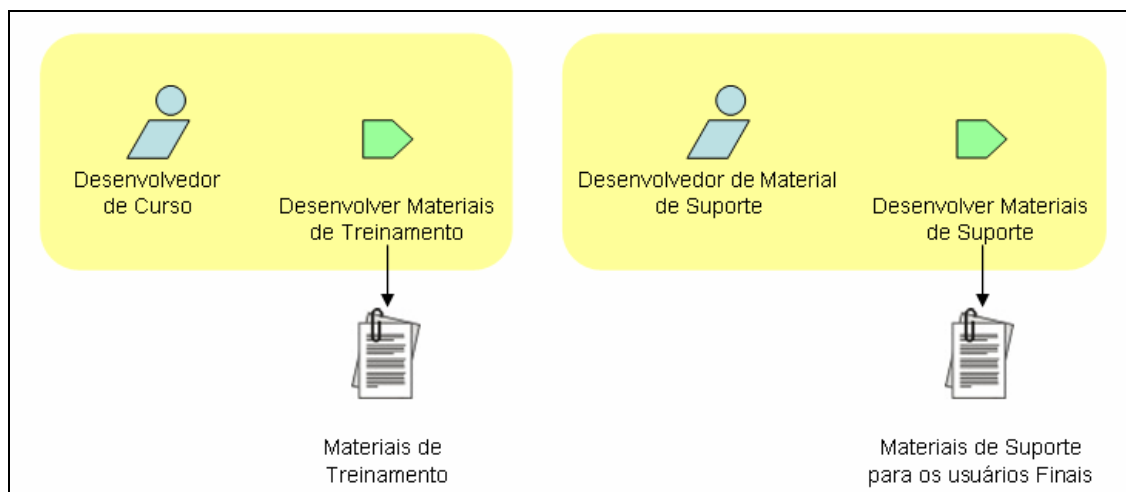 Desenvolvedor
de Curso
Desenvolver Materiais
de Treinamento
Desenvolvedor de Material
de Suporte
Desenvolver Materiais
de Suporte
Materiais de
Treinamento
Materiais de Suporte
para os usuários Finais